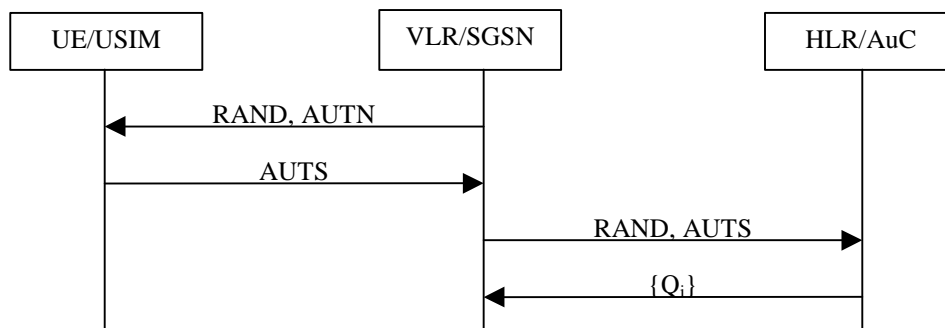 UE/USIM
VLR/SGSN
HLR/AuC
RAND, AUTN
AUTS
RAND, AUTS
{Qᵢ}